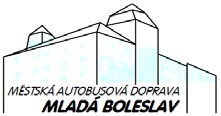 MĚSTSKÁ AUTOBUSOVÁ DOPRAVA
MLADÁ BOLESLAV